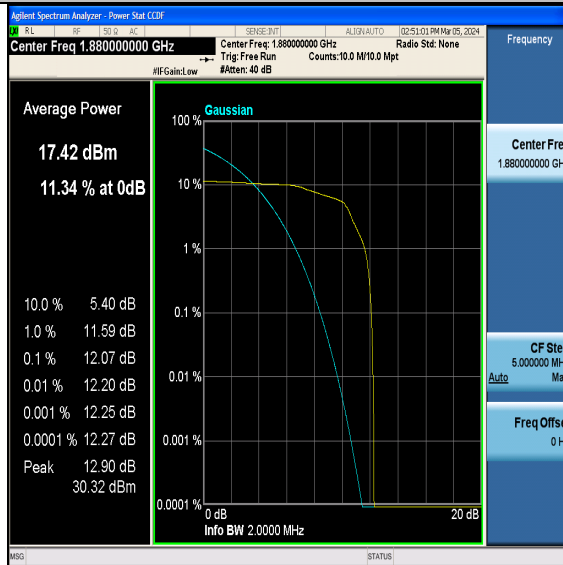 Agilent Spectrum Analyzer - Power Stat CCDF
RL RF 50 Ω AC SENSE:INT ALIGN AUTO 02:51:01 PM Mar 05, 2024
Center Freq 1.880000000 GHz
Center Freq: 1.880000000 GHz
Radio Std: None
Trig: Free Run
Counts:10.0 M/10.0 Mpt
#IFGain:Low
#Atten: 40 dB
Frequency
Average Power
17.42 dBm
11.34 % at 0dB
10.0 % 5.40 dB
1.0 % 11.59 dB
0.1 % 12.07 dB
0.01 % 12.20 dB
0.001 % 12.25 dB
0.0001 % 12.27 dB
Peak 12.90 dB
30.32 dBm
Gaussian
100 %
10 %
1 %
0.1 %
0.01 %
0.001 %
0.0001 %
0 dB
20 dB
Info BW 2.0000 MHz
Center Fre
1.880000000 GH
CF Ste
5.000000 MH
Auto Ma
Freq Offse
0 H
MSG
STATUS